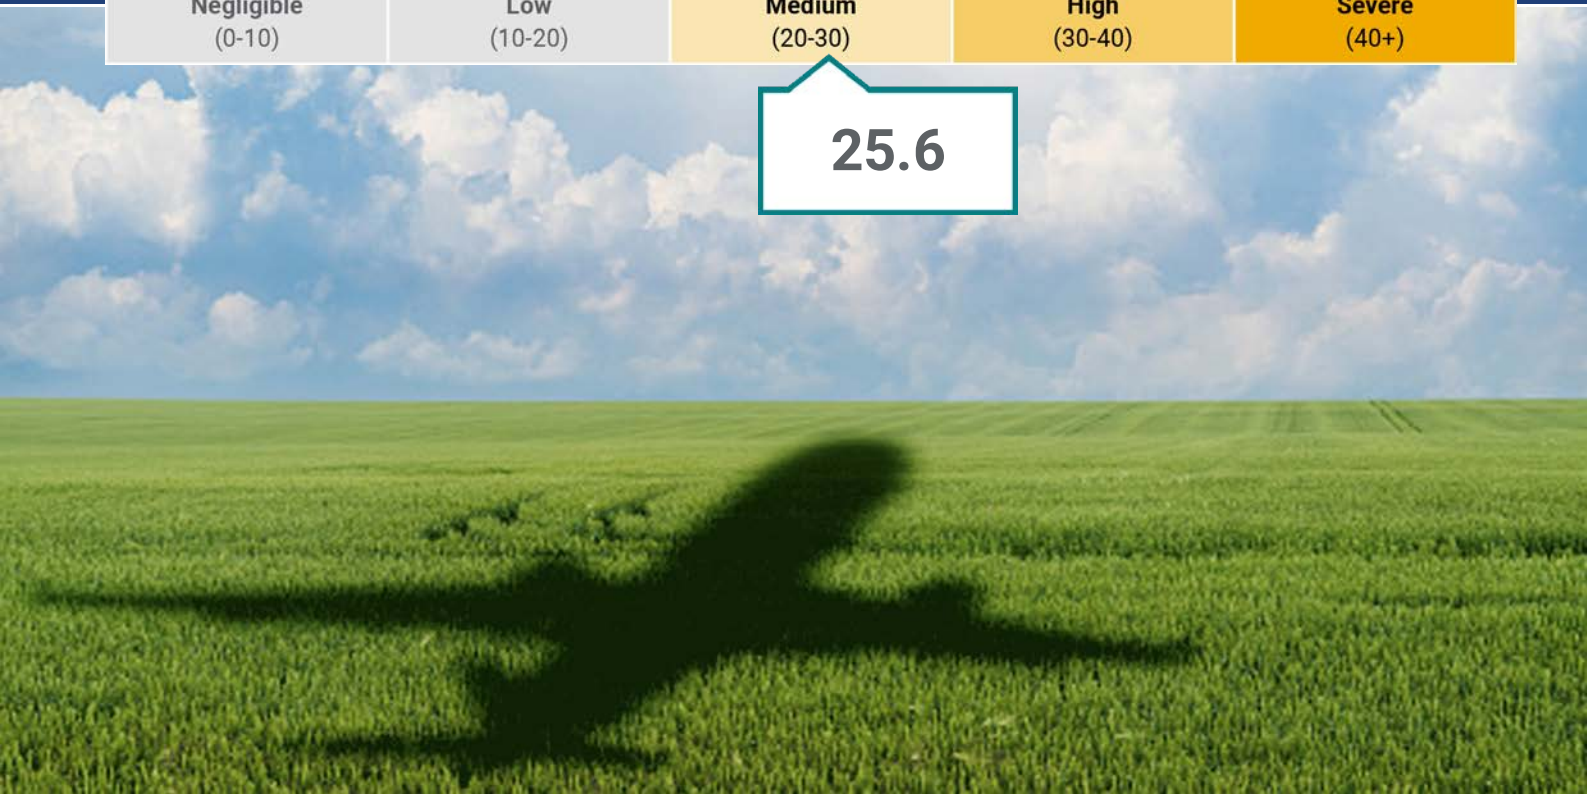 Negligible
Low
Medium
High
Severe
(0-10)
(10-20)
(20-30)
(30-40)
(40+)
25.6